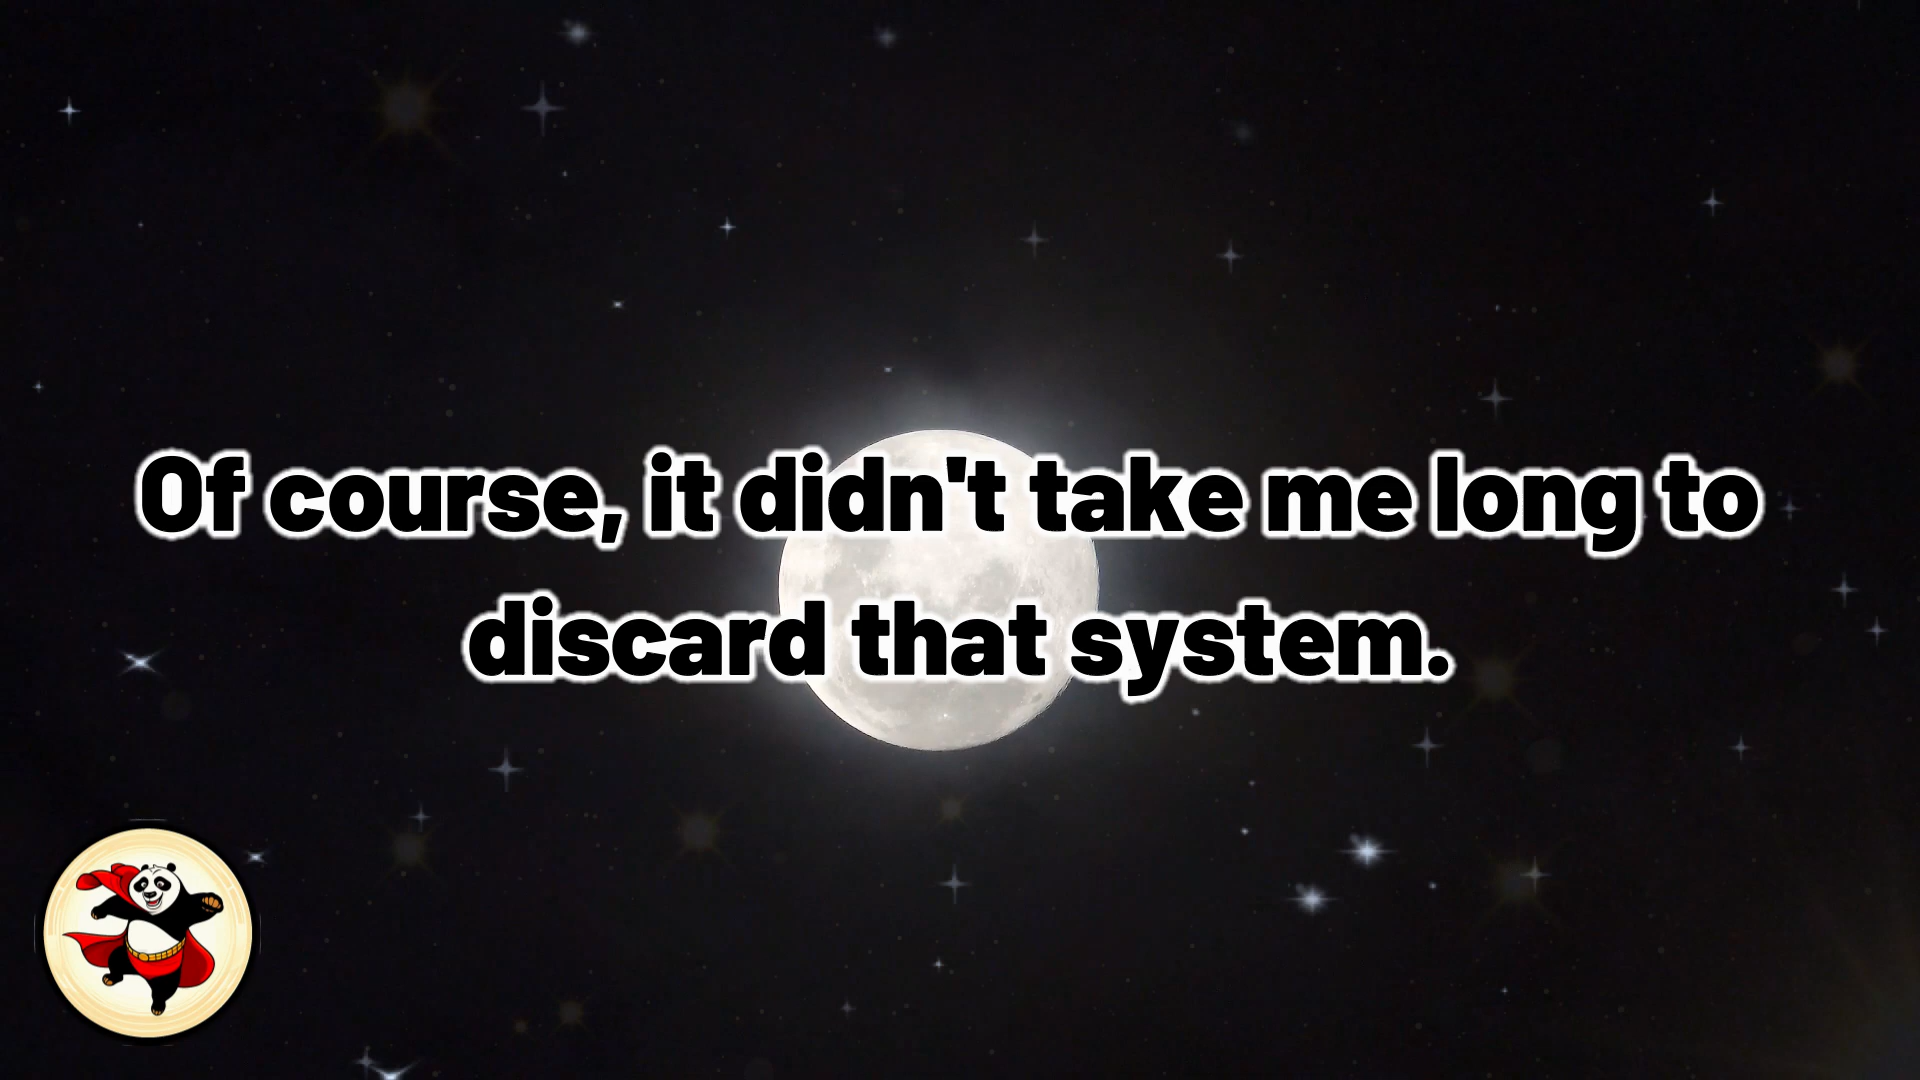 Of course, it didn't take me long to
discard that system.